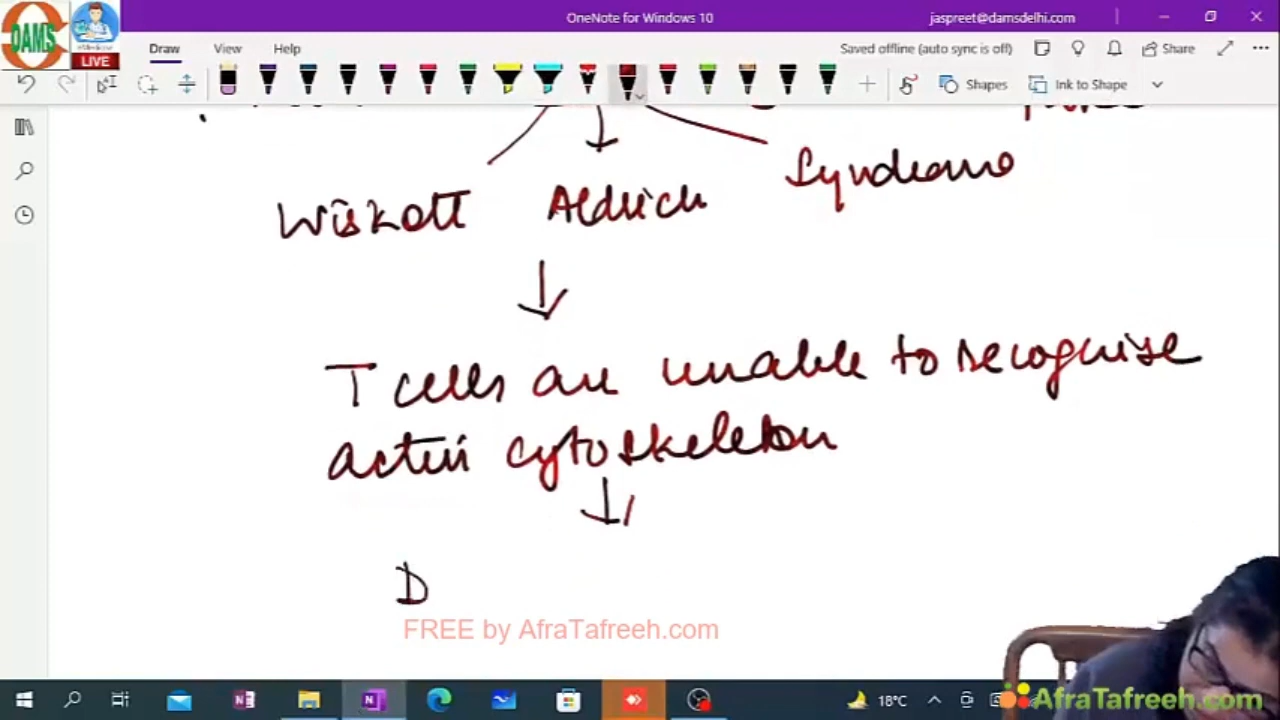 DAMS
eMedicoz
LIVE
OneNote for Windows 10
jaspreet@damsdelhi.com
Draw View Help
Saved offline (auto sync is off)
Share
Shapes
Ink to Shape
Wiskott Aldrich Syndrome
T cells are unable to recognise
actin cytoskeleton
D
FREE by AfraTafreeh.com
18°C
AfraTafreeh.com